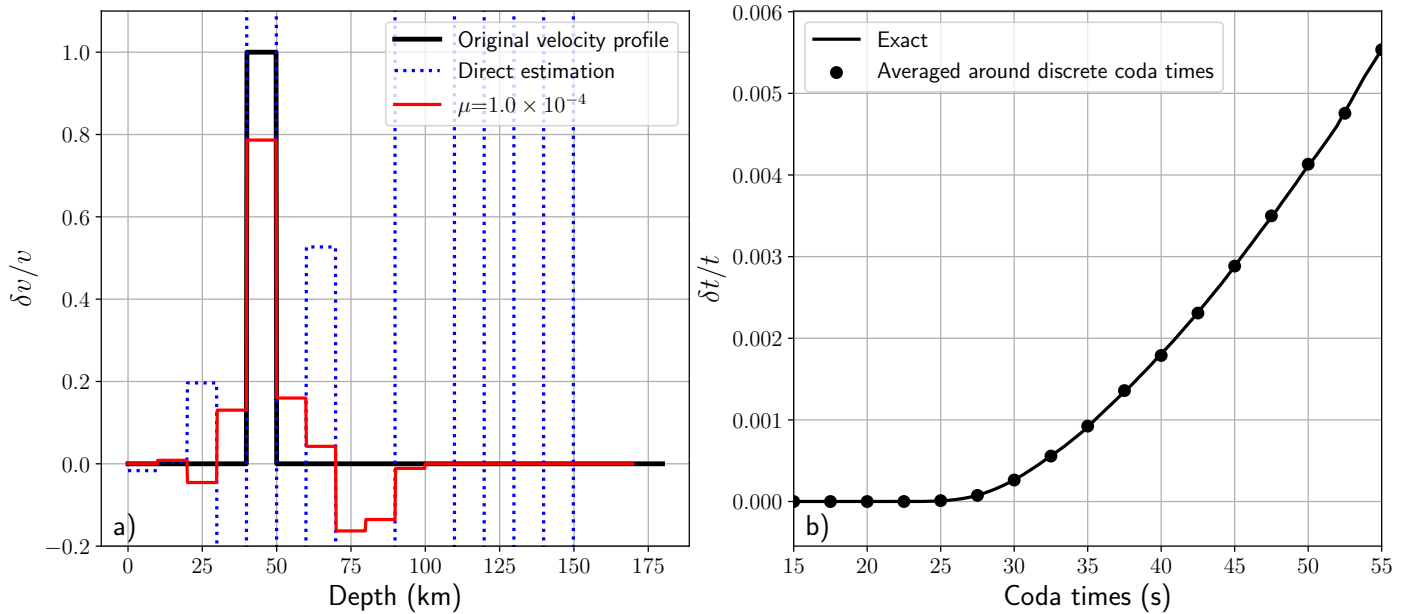 1.0
0.8
0.6
0.4
0.2
0.0
−0.2
δv/v
Original velocity profile
Direct estimation
μ=1.0 × 10⁻⁴
a)
0 25 50 75 100 125 150 175
Depth (km)
0.006
0.005
0.004
0.003
0.002
0.001
0.000
δt/t
Exact
Averaged around discrete coda times
b)
15 20 25 30 35 40 45 50 55
Coda times (s)